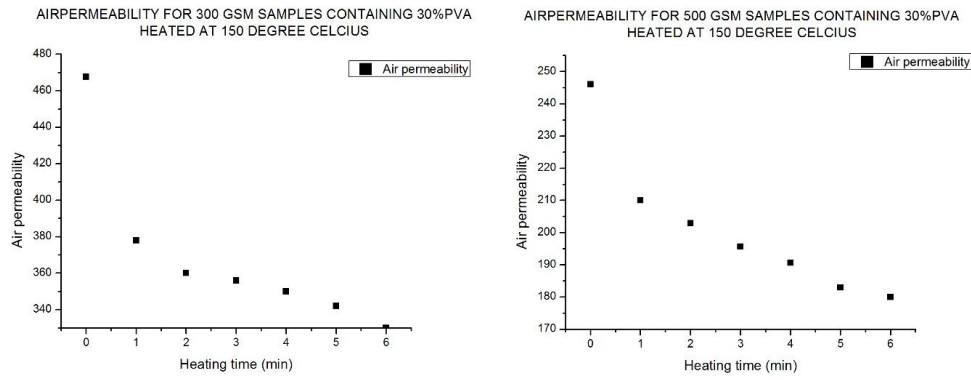 AIRPERMEABILITY FOR 300 GSM SAMPLES CONTAINING 30%PVA
HEATED AT 150 DEGREE CELCIUS
480
460
440
420
400
380
360
340
Air permeability
Air permeability
0 1 2 3 4 5 6
Heating time (min)
AIRPERMEABILITY FOR 500 GSM SAMPLES CONTAINING 30%PVA
HEATED AT 150 DEGREE CELCIUS
250
240
230
220
210
200
190
180
170
Air permeability
Air permeability
0 1 2 3 4 5 6
Heating time (min)